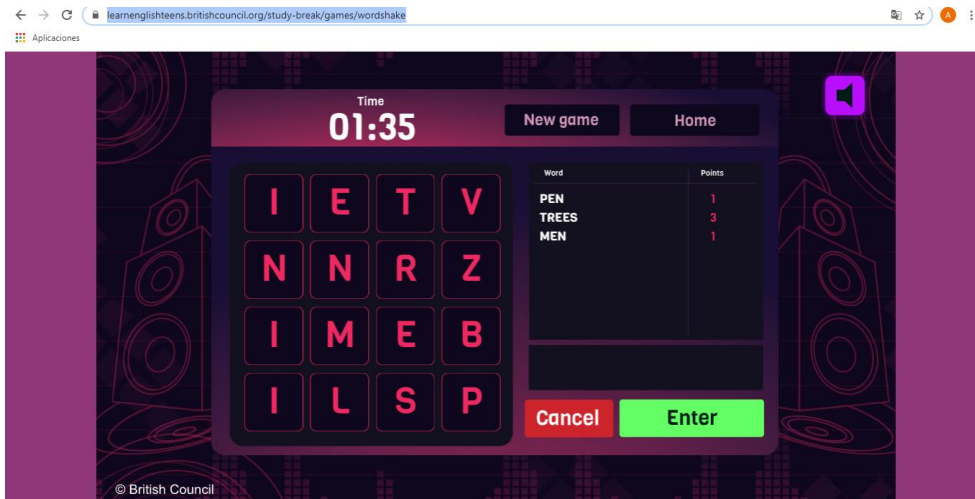 learnenglishteens.britishcouncil.org/study-break/games/wordshake
A
Aplicaciones
Time
01:35
New game
Home
I E T V
N N R Z
I M E B
I L S P
Word Points
PEN 1
TREES 3
MEN 1
Cancel
Enter
© British Council